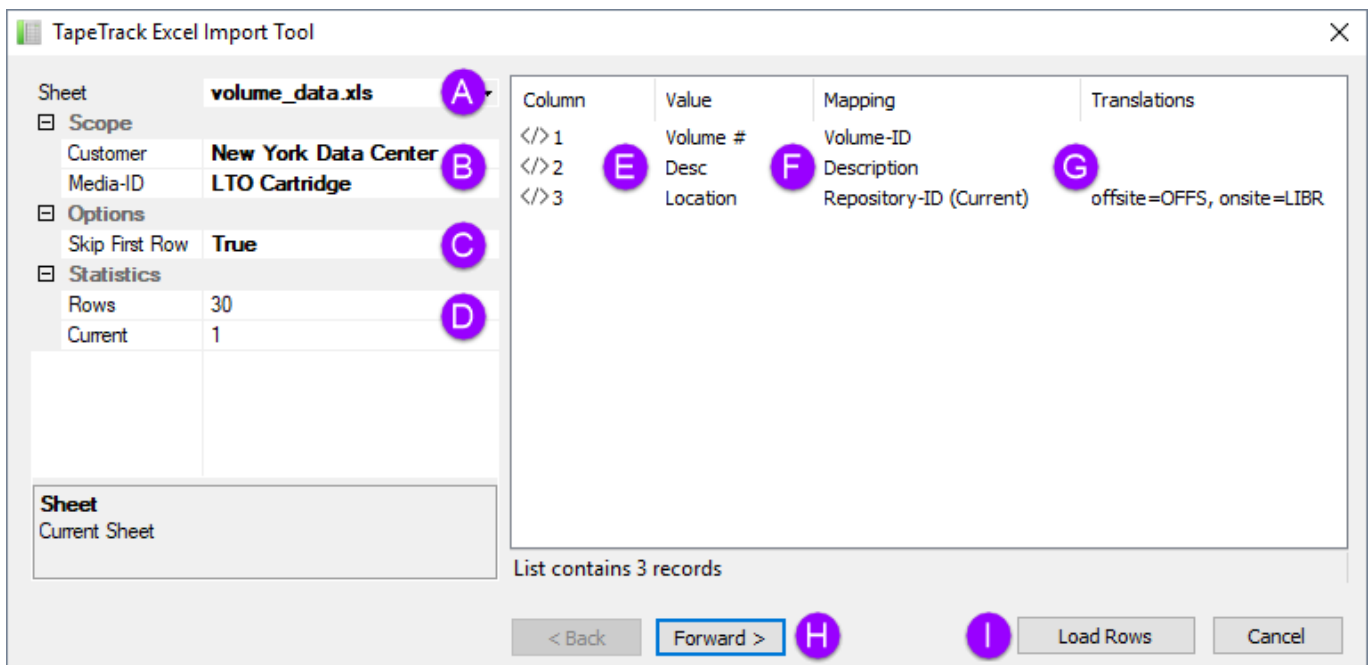 TapeTrack Excel Import Tool
Sheet volume_data.xls A
Scope
Customer New York Data Center
B
Media-ID LTO Cartridge
Options
Skip First Row True C
Statistics
Rows 30
D
Current 1
Sheet
Current Sheet
Column Value Mapping Translations
</> 1 Volume # Volume-ID
</> 2 E Desc F Description G
</> 3 Location Repository-ID (Current) offsite=OFFS, onsite=LIBR
List contains 3 records
< Back Forward > H I Load Rows Cancel